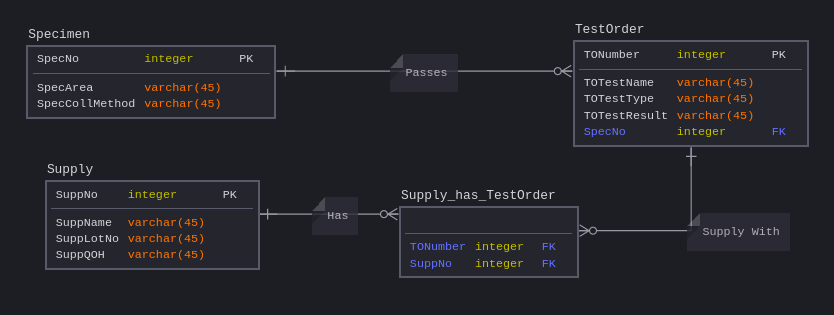 Specimen
SpecNo integer PK
SpecArea varchar(45)
SpecCollMethod varchar(45)
Passes
TestOrder
TONumber integer PK
TOTestName varchar(45)
TOTestType varchar(45)
TOTestResult varchar(45)
SpecNo integer FK
Supply
SuppNo integer PK
SuppName varchar(45)
SuppLotNo varchar(45)
SuppQOH varchar(45)
Has
Supply_has_TestOrder
TONumber integer FK
SuppNo integer FK
Supply With